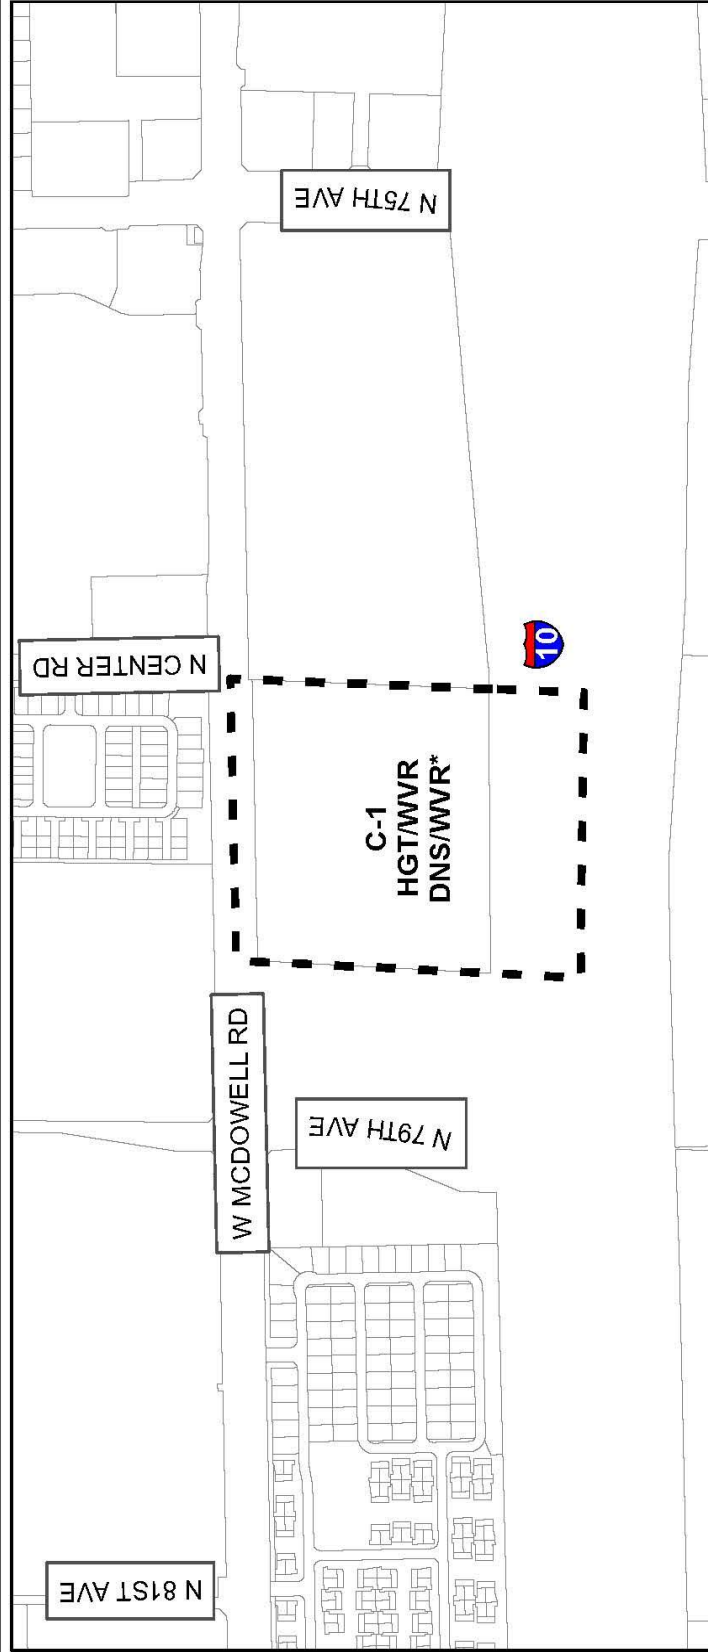 N 81ST AVE
N CENTER RD
W MCDOWELL RD
N 79TH AVE
N 75TH AVE
C-1
HGT/WVR
DNS/WVR*
10